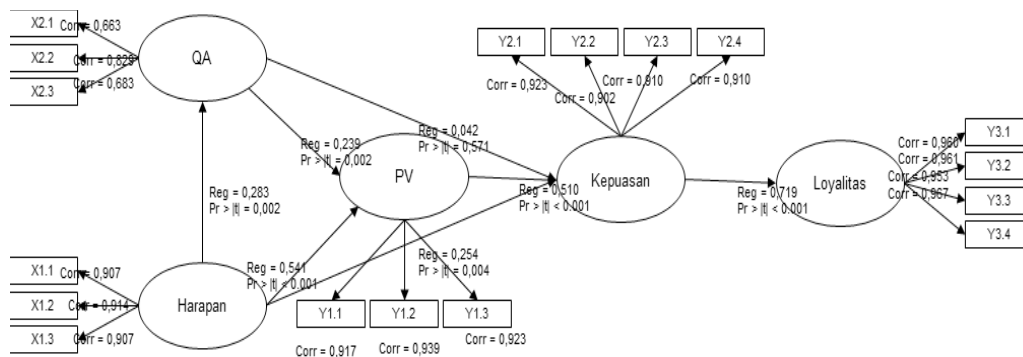 X2.1
Corr = 0,663
X2.2
Corr = 0,829
X2.3
Corr = 0,683
QA
Y2.1
Y2.2
Y2.3
Y2.4
Corr = 0,923
Corr = 0,902
Corr = 0,910
Corr = 0,910
Reg = 0,239
Pr > |t| = 0,002
Reg = 0,042
Pr > |t| = 0,571
PV
Reg = 0,283
Pr > |t| = 0,002
Reg = 0,510
Pr > |t| < 0.001
Kepuasan
Reg = 0,719
Pr > |t| < 0.001
Loyalitas
Corr = 0,960
Corr = 0,961
Corr = 0,953
Corr = 0,967
Y3.1
Y3.2
Y3.3
Y3.4
X1.1
Corr = 0,907
X1.2
Corr = 0,914
X1.3
Corr = 0,907
Harapan
Reg = 0,541
Pr > |t| < 0.001
Reg = 0,254
Pr > |t| = 0,004
Y1.1
Y1.2
Y1.3
Corr = 0,917
Corr = 0,939
Corr = 0,923